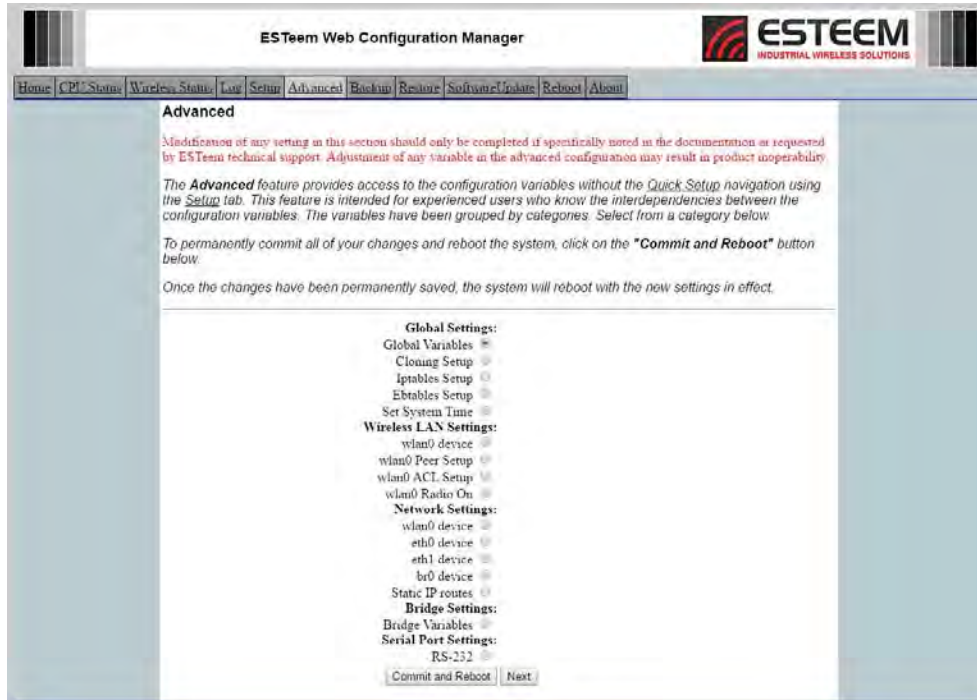 ESTeem Web Configuration Manager
ESTEEM
INDUSTRIAL WIRELESS SOLUTIONS
Home CPU Status Wireless Status Log Setup Advanced Backup Restore SoftwareUpdate Reboot About
Advanced
Modification of any setting in this section should only be completed if specifically noted in the documentation or requested
by ESTeem technical support. Adjustment of any variable in the advanced configuration may result in product inoperability
The Advanced feature provides access to the configuration variables without the Quick Setup navigation using
the Setup tab. This feature is intended for experienced users who know the interdependencies between the
configuration variables. The variables have been grouped by categories. Select from a category below
To permanently commit all of your changes and reboot the system, click on the "Commit and Reboot" button
below.
Once the changes have been permanently saved, the system will reboot with the new settings in effect.
Global Settings:
Global Variables
Cloning Setup
Iptables Setup
Ebtables Setup
Set System Time
Wireless LAN Settings:
wlan0 device
wlan0 Peer Setup
wlan0 ACL Setup
wlan0 Radio On
Network Settings:
wlan0 device
eth0 device
eth1 device
br0 device
Static IP routes
Bridge Settings:
Bridge Variables
Serial Port Settings:
RS-232
Commit and Reboot Next